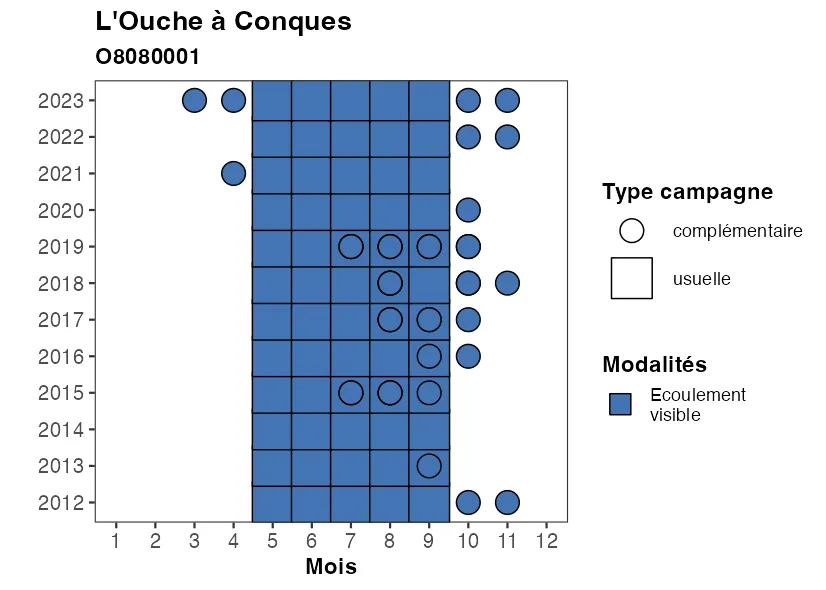 L'Ouche à Conques
O8080001
2023
2022
2021
2020
2019
2018
2017
2016
2015
2014
2013
2012
1 2 3 4 5 6 7 8 9 10 11 12
Mois
Type campagne
complémentaire
usuelle
Modalités
Ecoulement
visible